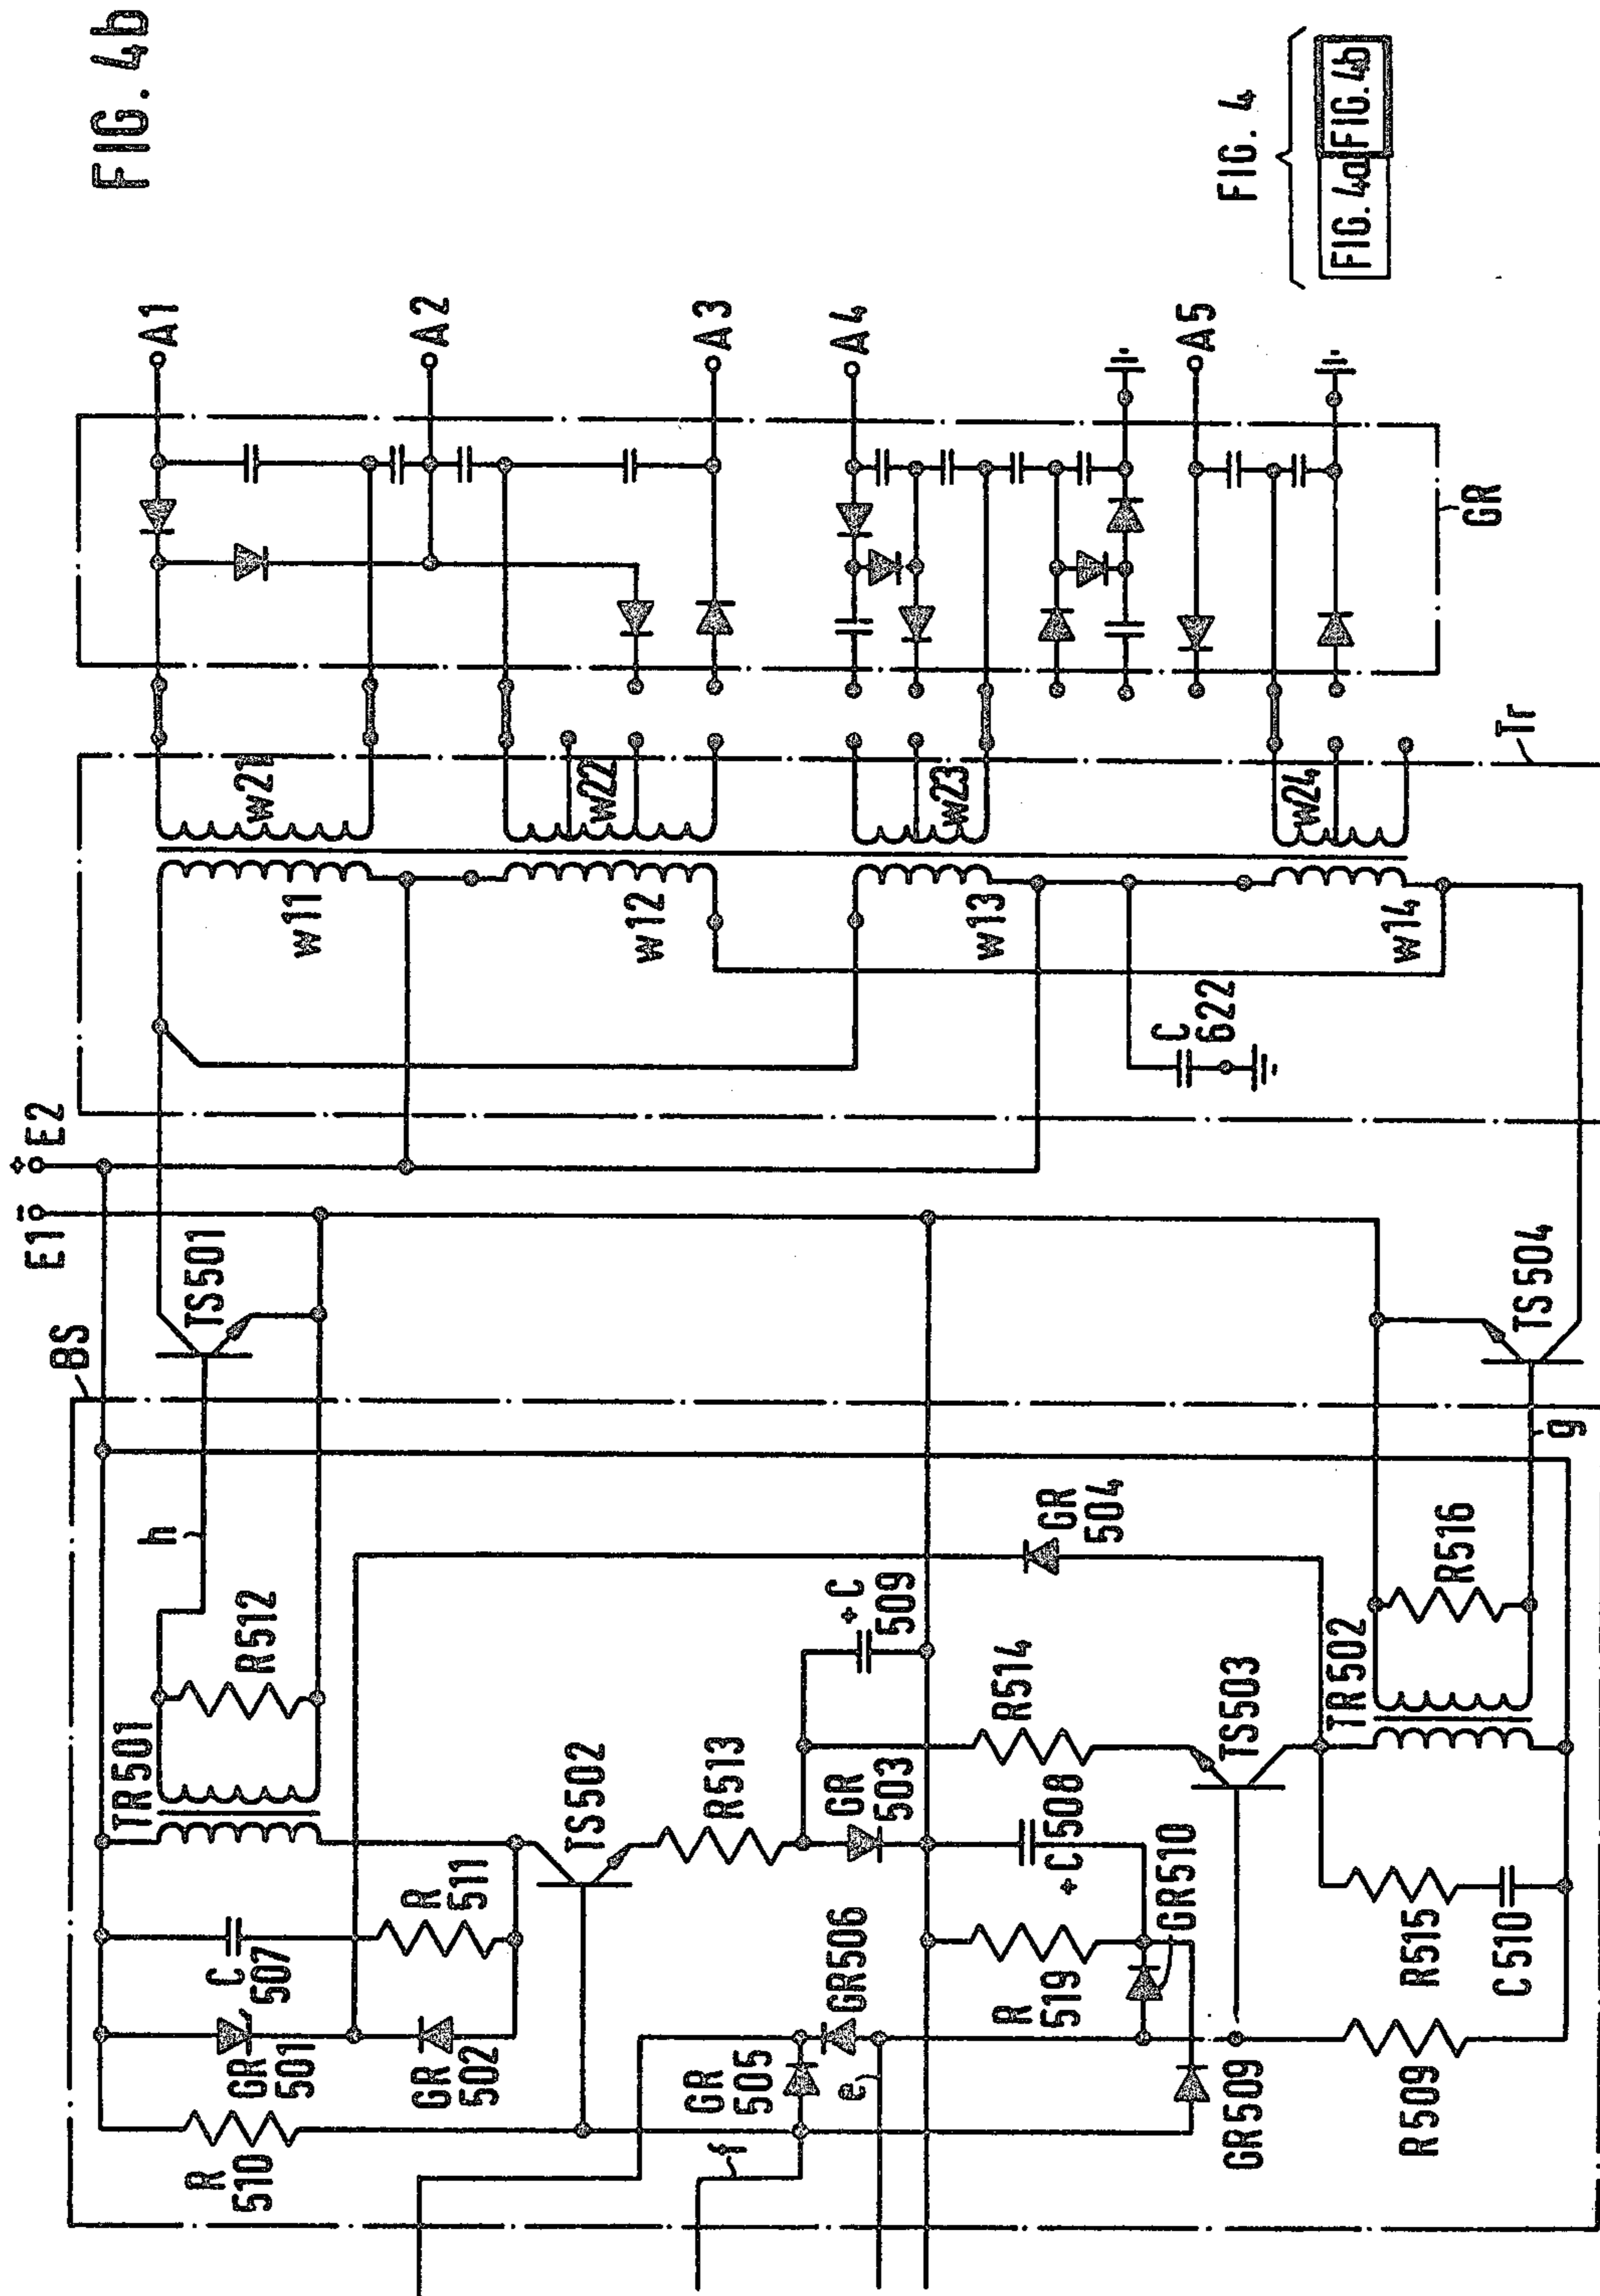 FIG. 4b
E1 -
+ E2
BS
h
TR501
R512
TS501
C
507
R
511
GR
501
GR
502
R
510
TS502
R513
GR
503
+C
509
GR
504
GR
505
GR506
f
e
R
519
+C508
GR510
GR509
R514
TS503
TR502
R516
R515
C510
R509
g
TS504
w11
w12
w13
w14
C
622
w21
w22
w23
w24
Tr
GR
A1
A2
A3
A4
A5
FIG. 4
FIG. 4a
FIG. 4b